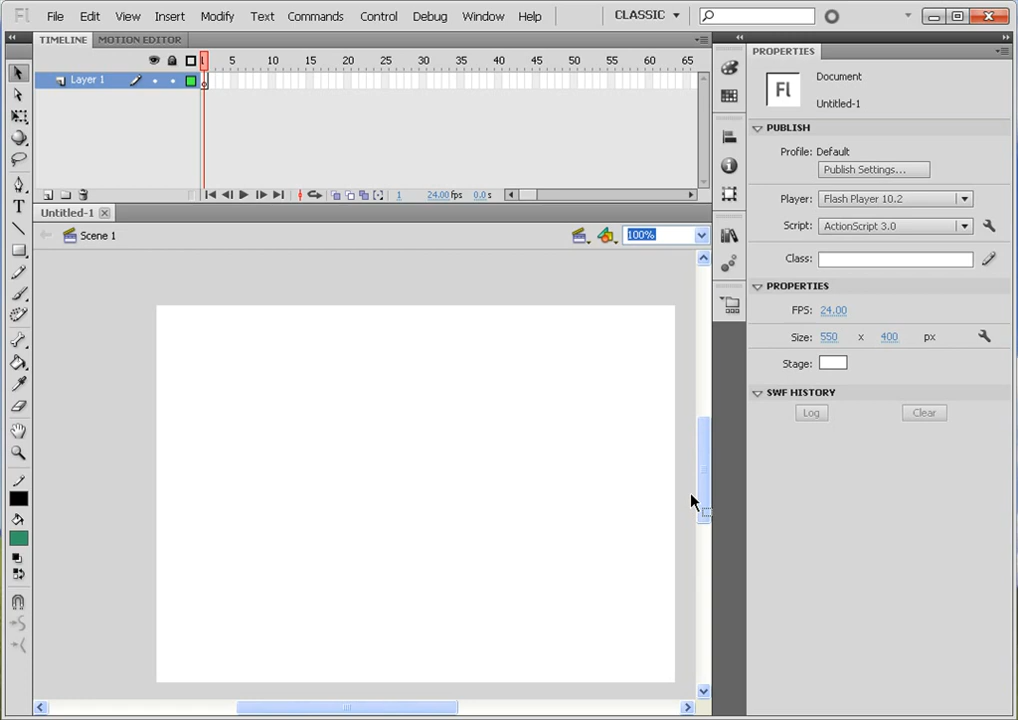 Fl File Edit View Insert Modify Text Commands Control Debug Window Help CLASSIC
TIMELINE MOTION EDITOR
5 10 15 20 25 30 35 40 45 50 55 60 65
Layer 1
1 24.00 fps 0.0 s
Untitled-1
Scene 1 100%
PROPERTIES
Fl
Document
Untitled-1
PUBLISH
Profile: Default
Publish Settings...
Player: Flash Player 10.2
Script: ActionScript 3.0
Class:
PROPERTIES
FPS: 24.00
Size: 550 x 400 px
Stage:
SWF HISTORY
Log Clear